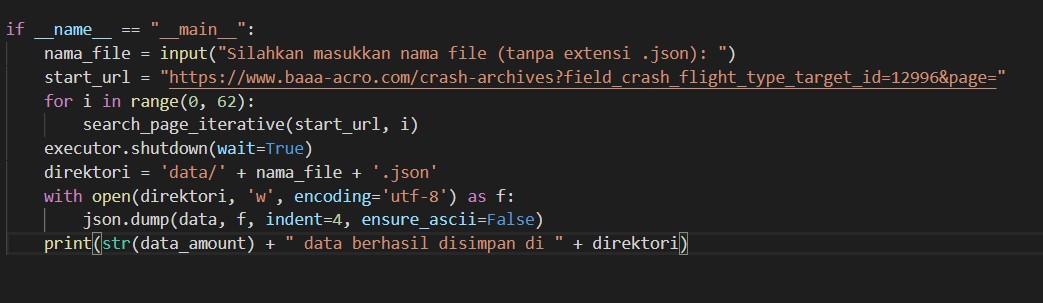 if __name__ == "__main__":
    nama_file = input("Silahkan masukkan nama file (tanpa extensi .json): ")
    start_url = "https://www.baaa-acro.com/crash-archives?field_crash_flight_type_target_id=12996&page="
    for i in range(0, 62):
        search_page_iterative(start_url, i)
    executor.shutdown(wait=True)
    direktori = 'data/' + nama_file + '.json'
    with open(direktori, 'w', encoding='utf-8') as f:
        json.dump(data, f, indent=4, ensure_ascii=False)
    print(str(data_amount) + " data berhasil disimpan di " + direktori)